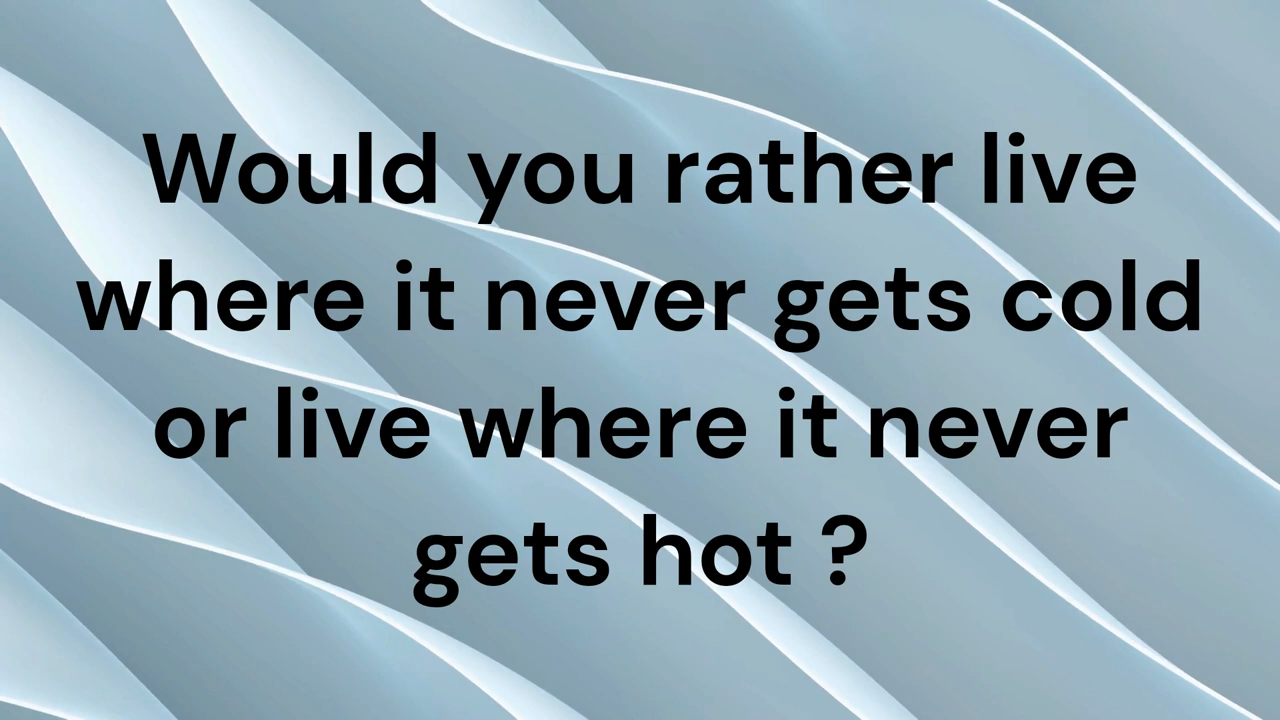 Would you rather live
where it never gets cold
or live where it never
gets hot ?